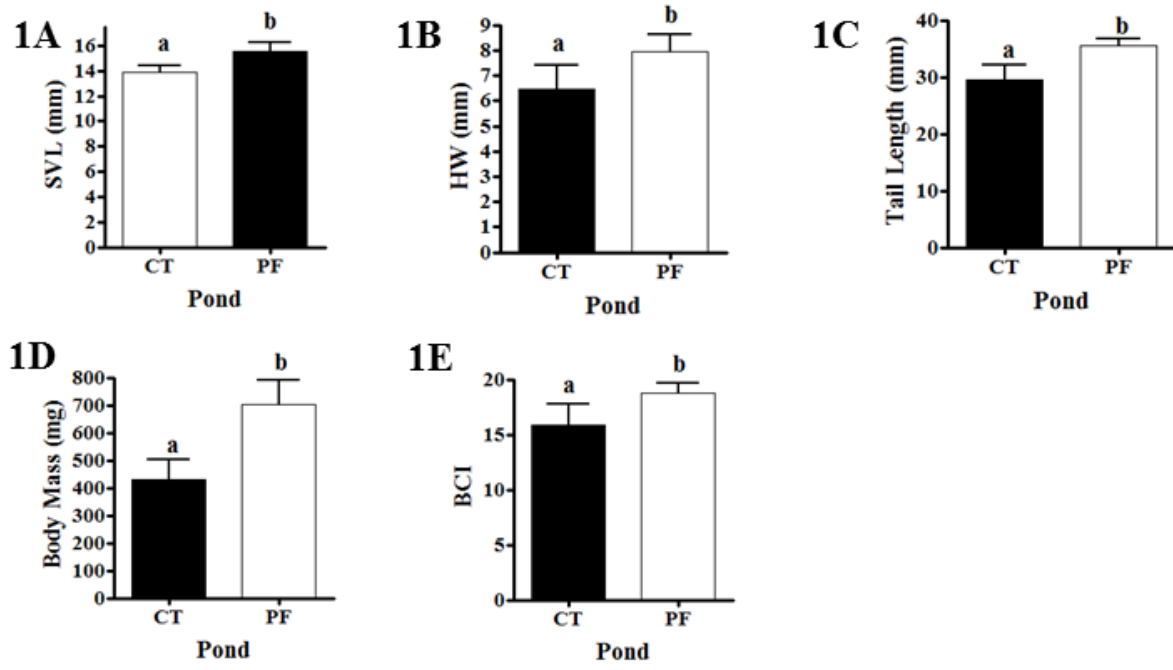 1A
SVL (mm)
16
14
12
10
8
6
4
2
0
a
b
CT PF
Pond
1B
HW (mm)
9
8
7
6
5
4
3
2
1
0
a
b
CT PF
Pond
1C
Tail Length (mm)
40
30
20
10
0
a
b
CT PF
Pond
1D
Body Mass (mg)
800
700
600
500
400
300
200
100
0
a
b
CT PF
Pond
1E
BCI
20
15
10
5
0
a
b
CT PF
Pond